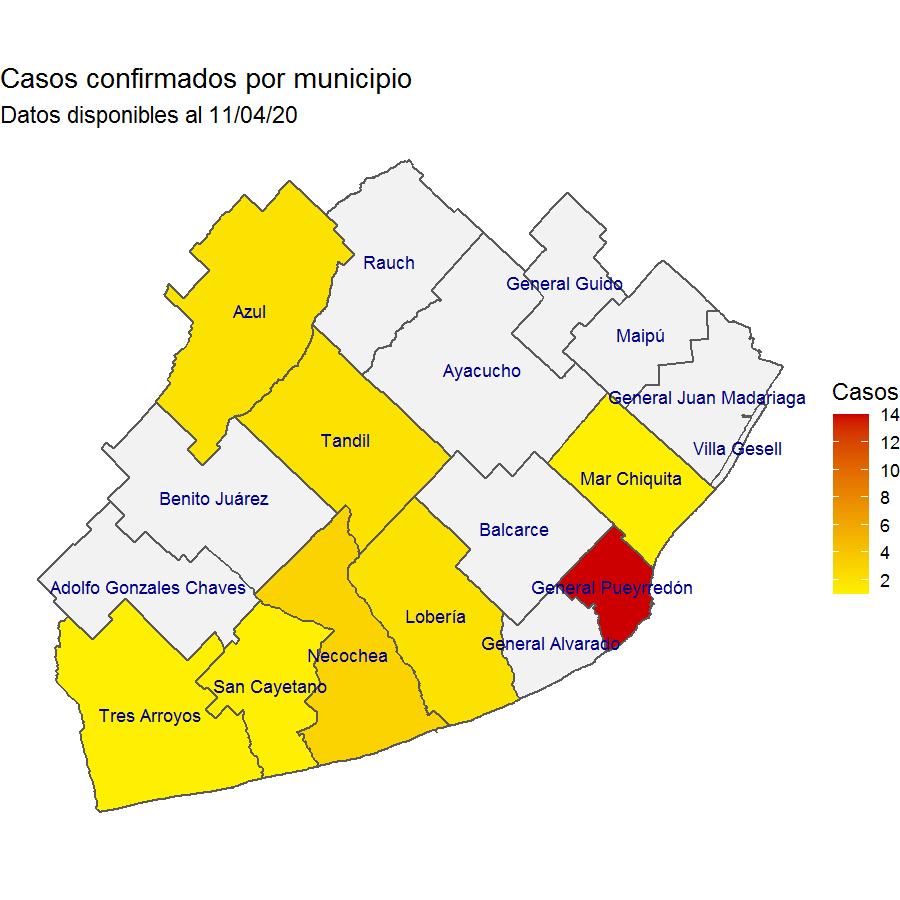 Casos confirmados por municipio
Datos disponibles al 11/04/20
Rauch
General Guido
Azul
Maipú
Ayacucho
Casos
General Juan Madariaga
14
Tandil
12
Villa Gesell
10
Mar Chiquita
Benito Juárez
8
6
Balcarce
4
2
Adolfo Gonzales Chaves
General Pueyrredón
Lobería
General Alvarado
Necochea
San Cayetano
Tres Arroyos